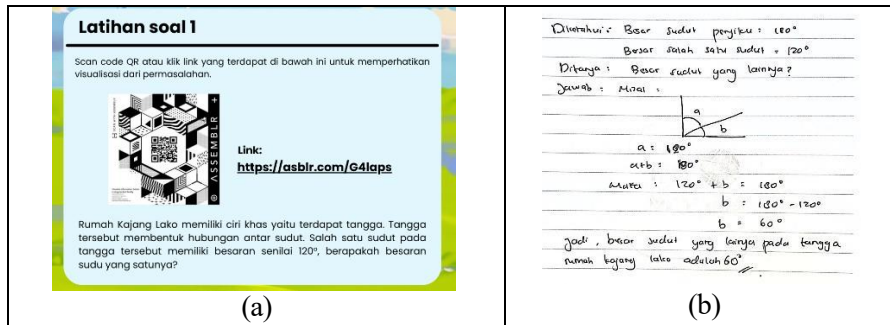 Latihan soal 1
Scan code QR atau klik link yang terdapat di bawah ini untuk memperhatikan
visualisasi dari permasalahan.
ASSEMBLR
Link:
https://asblr.com/G4laps
Rumah Kajang Lako memiliki ciri khas yaitu terdapat tangga. Tangga
tersebut membentuk hubungan antar sudut. Salah satu sudut pada
tangga tersebut memiliki besaran senilai 120°, berapakah besaran
sudu yang satunya?
(a)
Diketahui : Besar sudut penyiku : 180°
Besar salah satu sudut = 120°
Ditanya : Besar sudut yang lainnya?
Jawab : Misal :
a
b
a = 120°
a+b = 180°
Maka : 120° + b = 180°
b = 180° - 120°
b = 60°
Jadi, besar sudut yang lainya pada tangga
rumah kajang lako adalah 60°
(b)